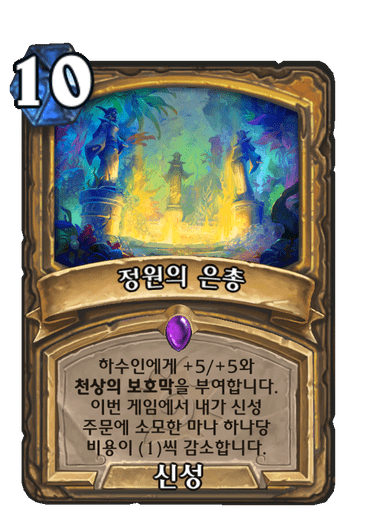 10
정원의 은총
하수인에게 +5/+5와
천상의 보호막을 부여합니다.
이번 게임에서 내가 신성
주문에 소모한 마나 하나당
비용이 (1)씩 감소합니다.
신성